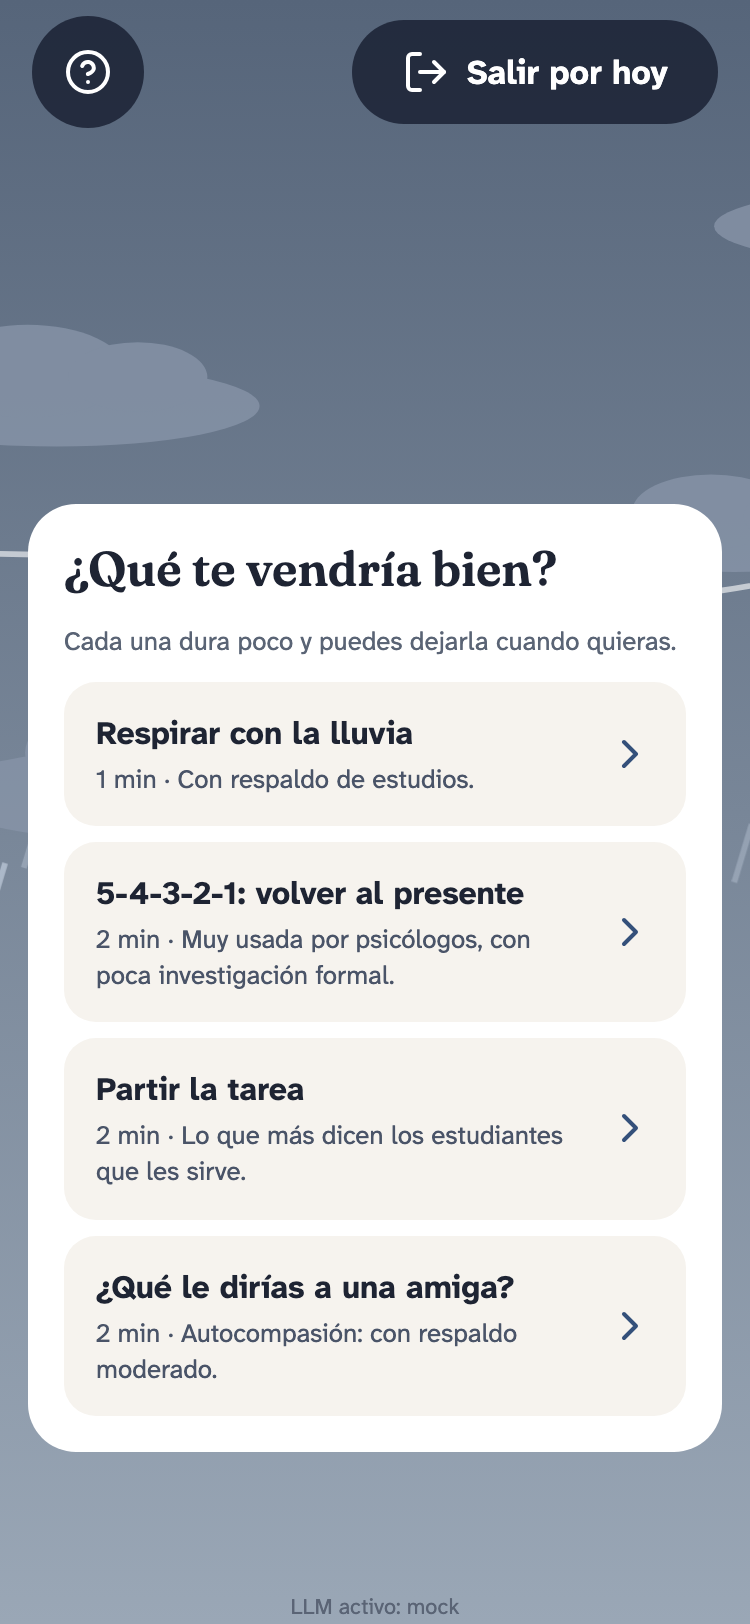 Salir por hoy
¿Qué te vendría bien?
Cada una dura poco y puedes dejarla cuando quieras.
Respirar con la lluvia
1 min · Con respaldo de estudios.
5-4-3-2-1: volver al presente
2 min · Muy usada por psicólogos, con
poca investigación formal.
Partir la tarea
2 min · Lo que más dicen los estudiantes
que les sirve.
¿Qué le dirías a una amiga?
2 min · Autocompasión: con respaldo
moderado.
LLM activo: mock